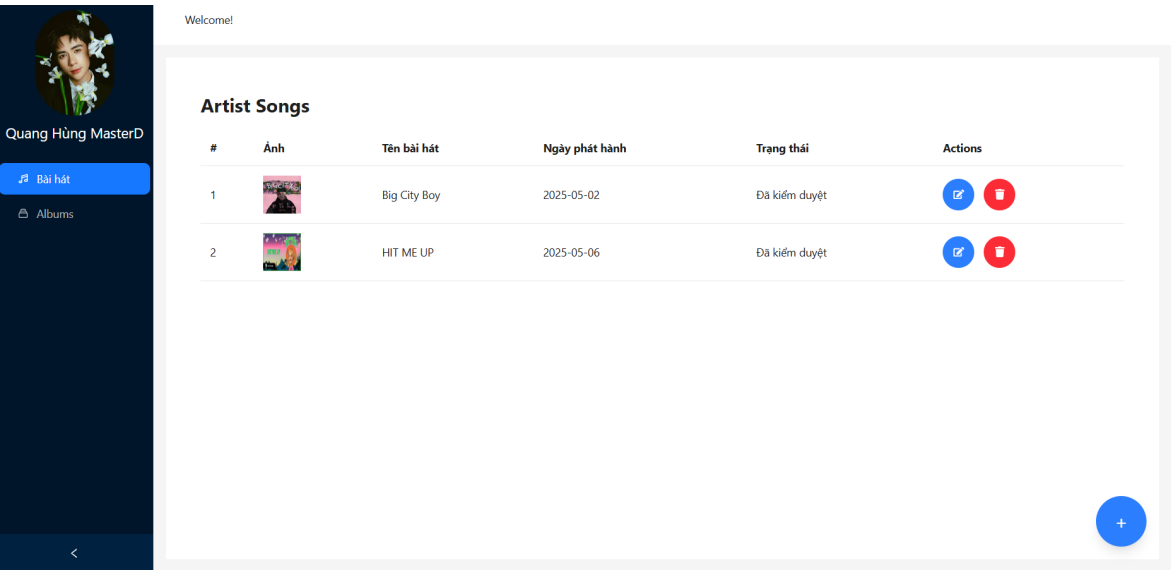 Welcome!
Quang Hùng MasterD
Bài hát
Albums
Artist Songs
# Ảnh Tên bài hát Ngày phát hành Trạng thái Actions
1 Big City Boy 2025-05-02 Đã kiểm duyệt
2 HIT ME UP 2025-05-06 Đã kiểm duyệt
+